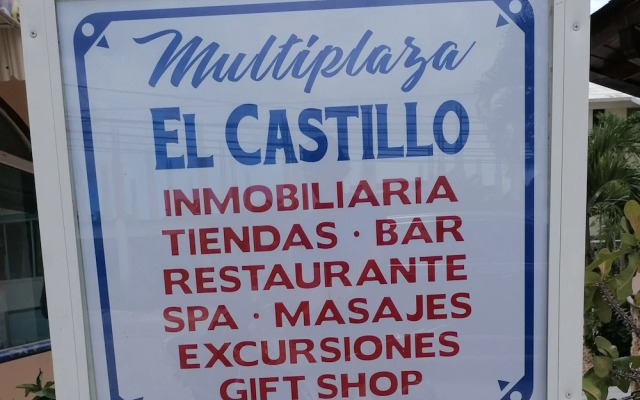 Multiplaza
EL CASTILLO
INMOBILIARIA
TIENDAS · BAR
RESTAURANTE
SPA · MASAJES
EXCURSIONES
GIFT SHOP